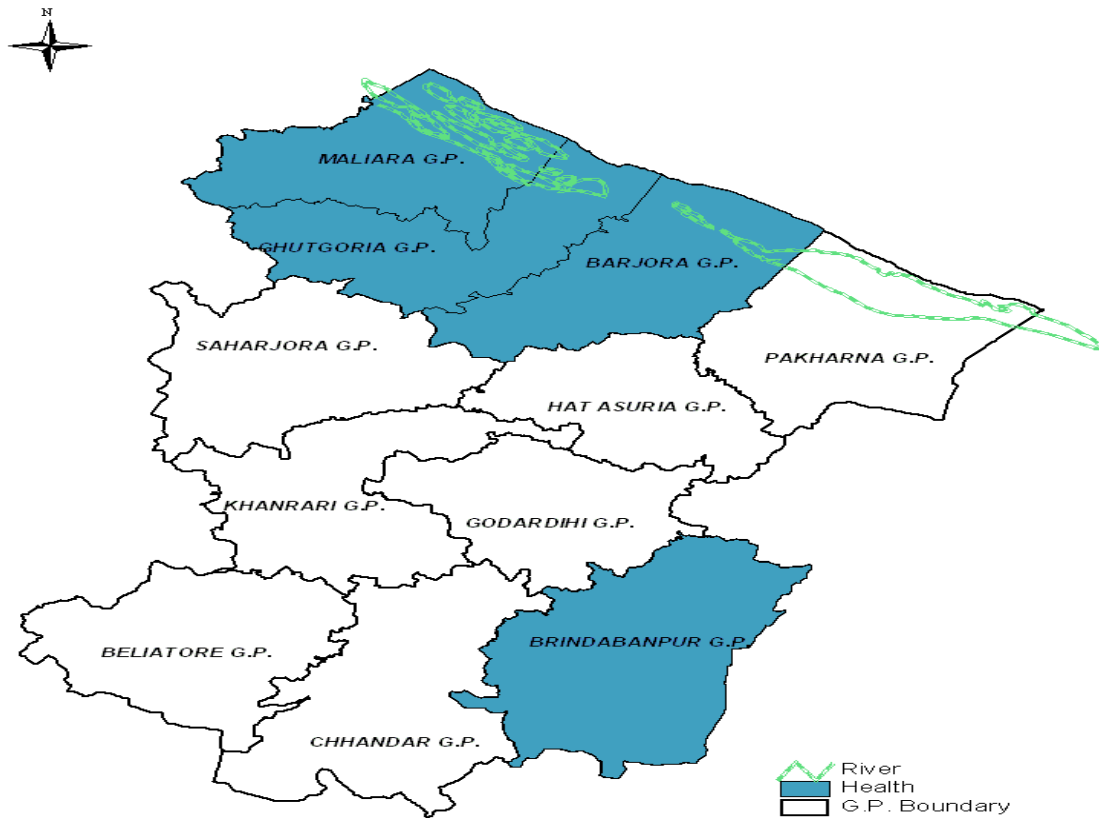 N
MALIARA G.P.
GHUTGORIA G.P.
BARJORA G.P.
SAHARJORA G.P.
PAKHARNA G.P.
HAT ASURIA G.P.
KHANRARI G.P.
GODARDIHI G.P.
BRINDABANPUR G.P.
BELIATORE G.P.
CHHANDAR G.P.
River
Health
G.P. Boundary